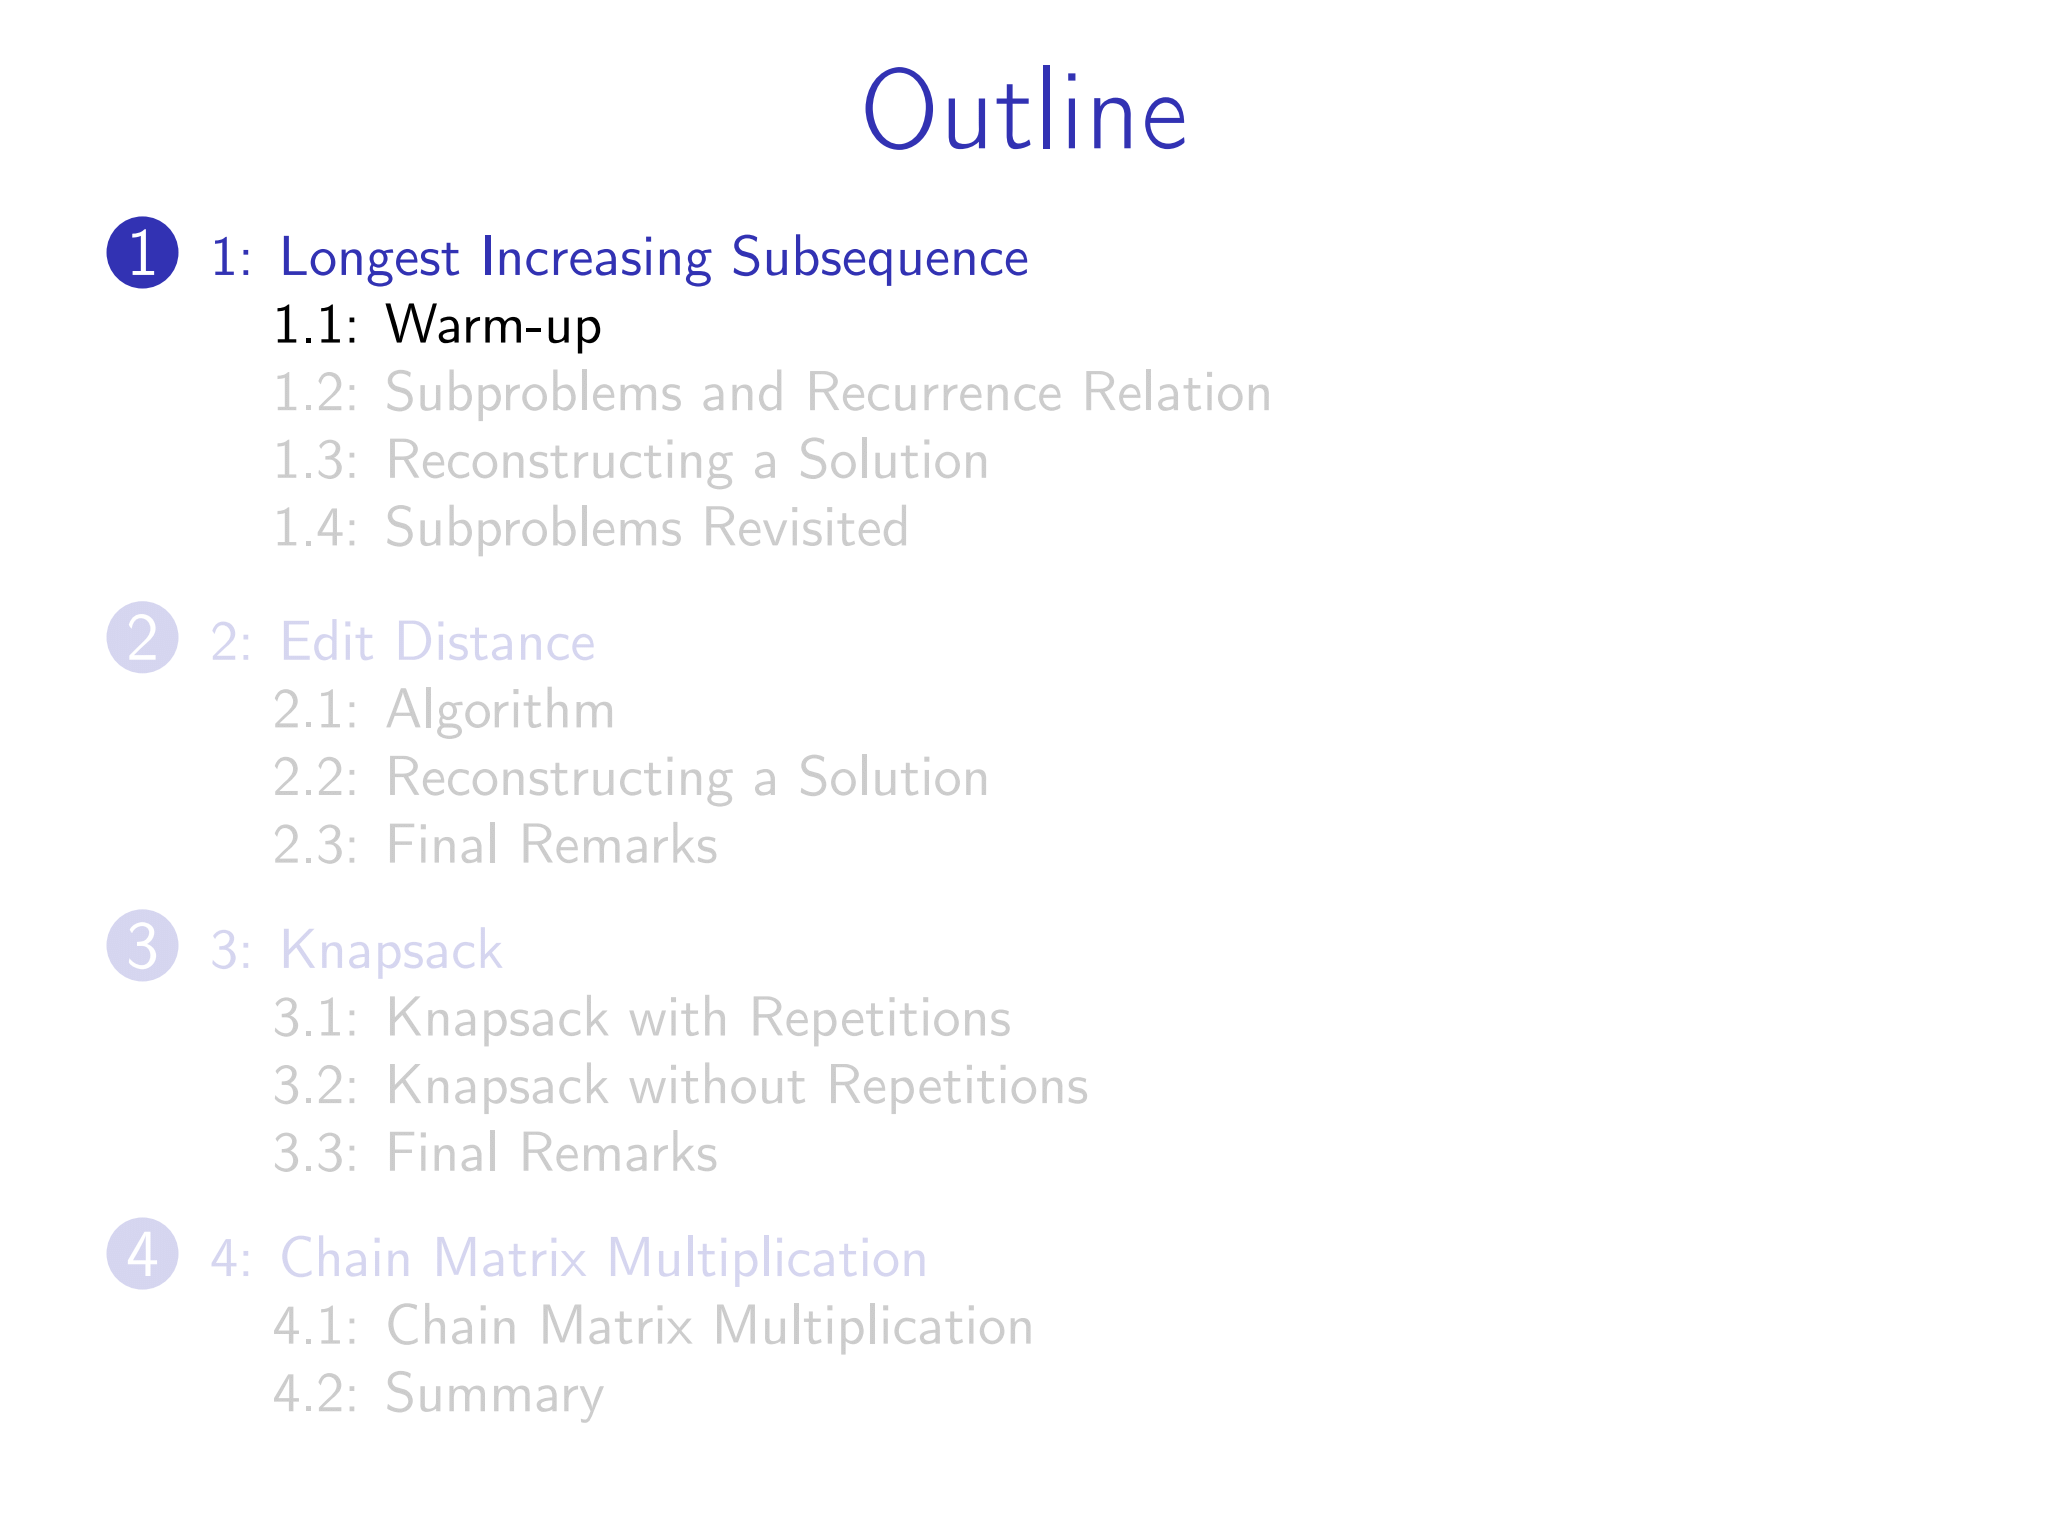 Outline
1 1: Longest Increasing Subsequence
1.1: Warm-up
1.2: Subproblems and Recurrence Relation
1.3: Reconstructing a Solution
1.4: Subproblems Revisited
2 2: Edit Distance
2.1: Algorithm
2.2: Reconstructing a Solution
2.3: Final Remarks
3 3: Knapsack
3.1: Knapsack with Repetitions
3.2: Knapsack without Repetitions
3.3: Final Remarks
4 4: Chain Matrix Multiplication
4.1: Chain Matrix Multiplication
4.2: Summary